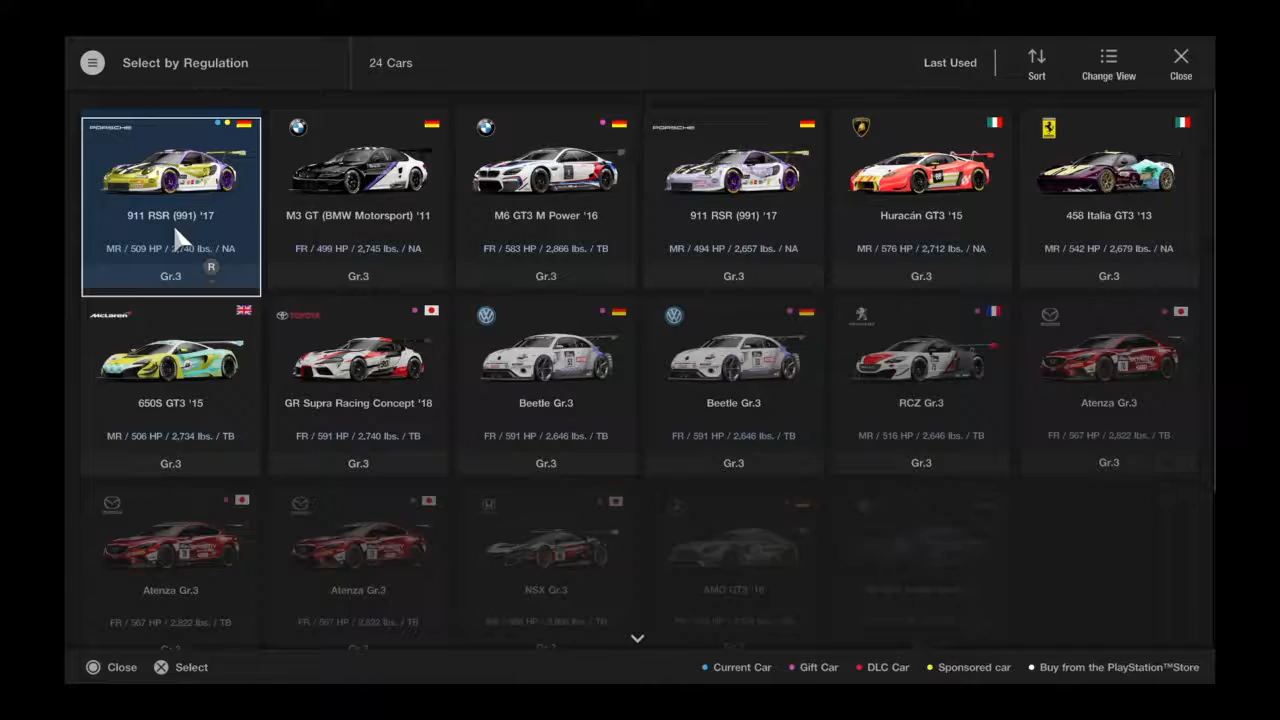 Select by Regulation
24 Cars
Last Used
Sort
Change View
Close
PORSCHE
PORSCHE
911 RSR (991) '17
M3 GT (BMW Motorsport) '11
M6 GT3 M Power '16
911 RSR (991) '17
Huracán GT3 '15
458 Italia GT3 '13
MR / 509 HP / 2,740 lbs. / NA
FR / 499 HP / 2,745 lbs. / NA
FR / 583 HP / 2,866 lbs. / TB
MR / 494 HP / 2,657 lbs. / NA
MR / 576 HP / 2,712 lbs. / NA
MR / 542 HP / 2,679 lbs. / NA
R
Gr.3
Gr.3
Gr.3
Gr.3
Gr.3
Gr.3
McLaren
TOYOTA
650S GT3 '15
GR Supra Racing Concept '18
Beetle Gr.3
Beetle Gr.3
RCZ Gr.3
Atenza Gr.3
MR / 506 HP / 2,734 lbs. / TB
FR / 591 HP / 2,740 lbs. / TB
FR / 591 HP / 2,646 lbs. / TB
FR / 591 HP / 2,646 lbs. / TB
MR / 516 HP / 2,646 lbs. / TB
FR / 567 HP / 2,822 lbs. / TB
Gr.3
Gr.3
Gr.3
Gr.3
Gr.3
Gr.3
Atenza Gr.3
Atenza Gr.3
NSX Gr.3
AMG GT3 '16
FR / 567 HP / 2,822 lbs. / TB
FR / 567 HP / 2,822 lbs. / TB
Close
Select
Current Car
Gift Car
DLC Car
Sponsored car
Buy from the PlayStation™Store